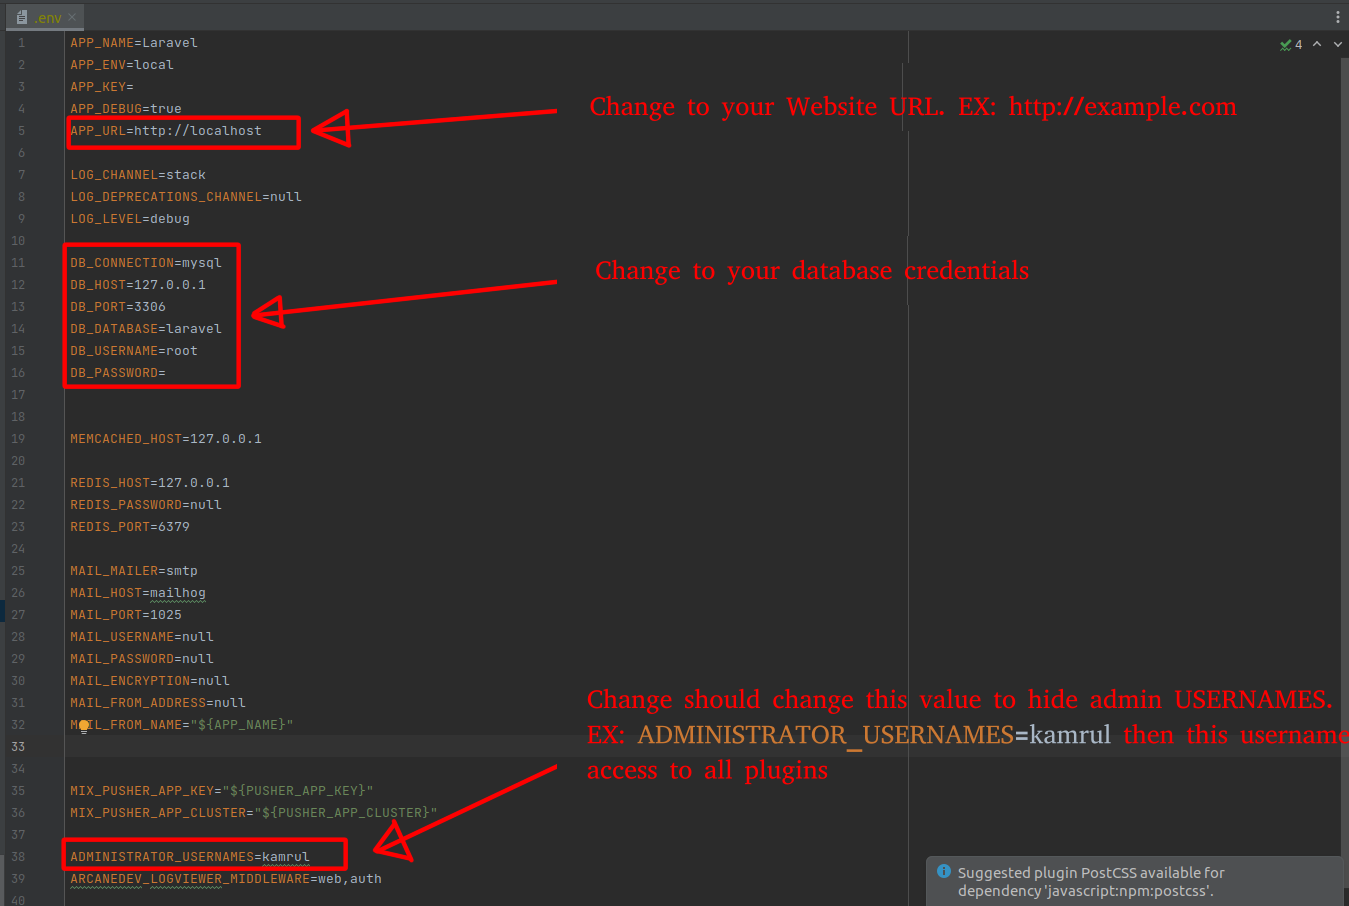 .env
1 APP_NAME=Laravel
2 APP_ENV=local
3 APP_KEY=
4 APP_DEBUG=true
5 APP_URL=http://localhost
Change to your Website URL. EX: http://example.com
4
6
7 LOG_CHANNEL=stack
8 LOG_DEPRECATIONS_CHANNEL=null
9 LOG_LEVEL=debug
10
11 DB_CONNECTION=mysql
12 DB_HOST=127.0.0.1
13 DB_PORT=3306
14 DB_DATABASE=laravel
15 DB_USERNAME=root
16 DB_PASSWORD=
Change to your database credentials
17
18
19 MEMCACHED_HOST=127.0.0.1
20
21 REDIS_HOST=127.0.0.1
22 REDIS_PASSWORD=null
23 REDIS_PORT=6379
24
25 MAIL_MAILER=smtp
26 MAIL_HOST=mailhog
27 MAIL_PORT=1025
28 MAIL_USERNAME=null
29 MAIL_PASSWORD=null
30 MAIL_ENCRYPTION=null
31 MAIL_FROM_ADDRESS=null
32 MAIL_FROM_NAME="${APP_NAME}"
33
34
35 MIX_PUSHER_APP_KEY="${PUSHER_APP_KEY}"
36 MIX_PUSHER_APP_CLUSTER="${PUSHER_APP_CLUSTER}"
37
38 ADMINISTRATOR_USERNAMES=kamrul
39 ARCANEDEV_LOGVIEWER_MIDDLEWARE=web,auth
40
Change should change this value to hide admin USERNAMES.
EX: ADMINISTRATOR_USERNAMES=kamrul then this username
access to all plugins
Suggested plugin PostCSS available for
dependency 'javascript:npm:postcss'.